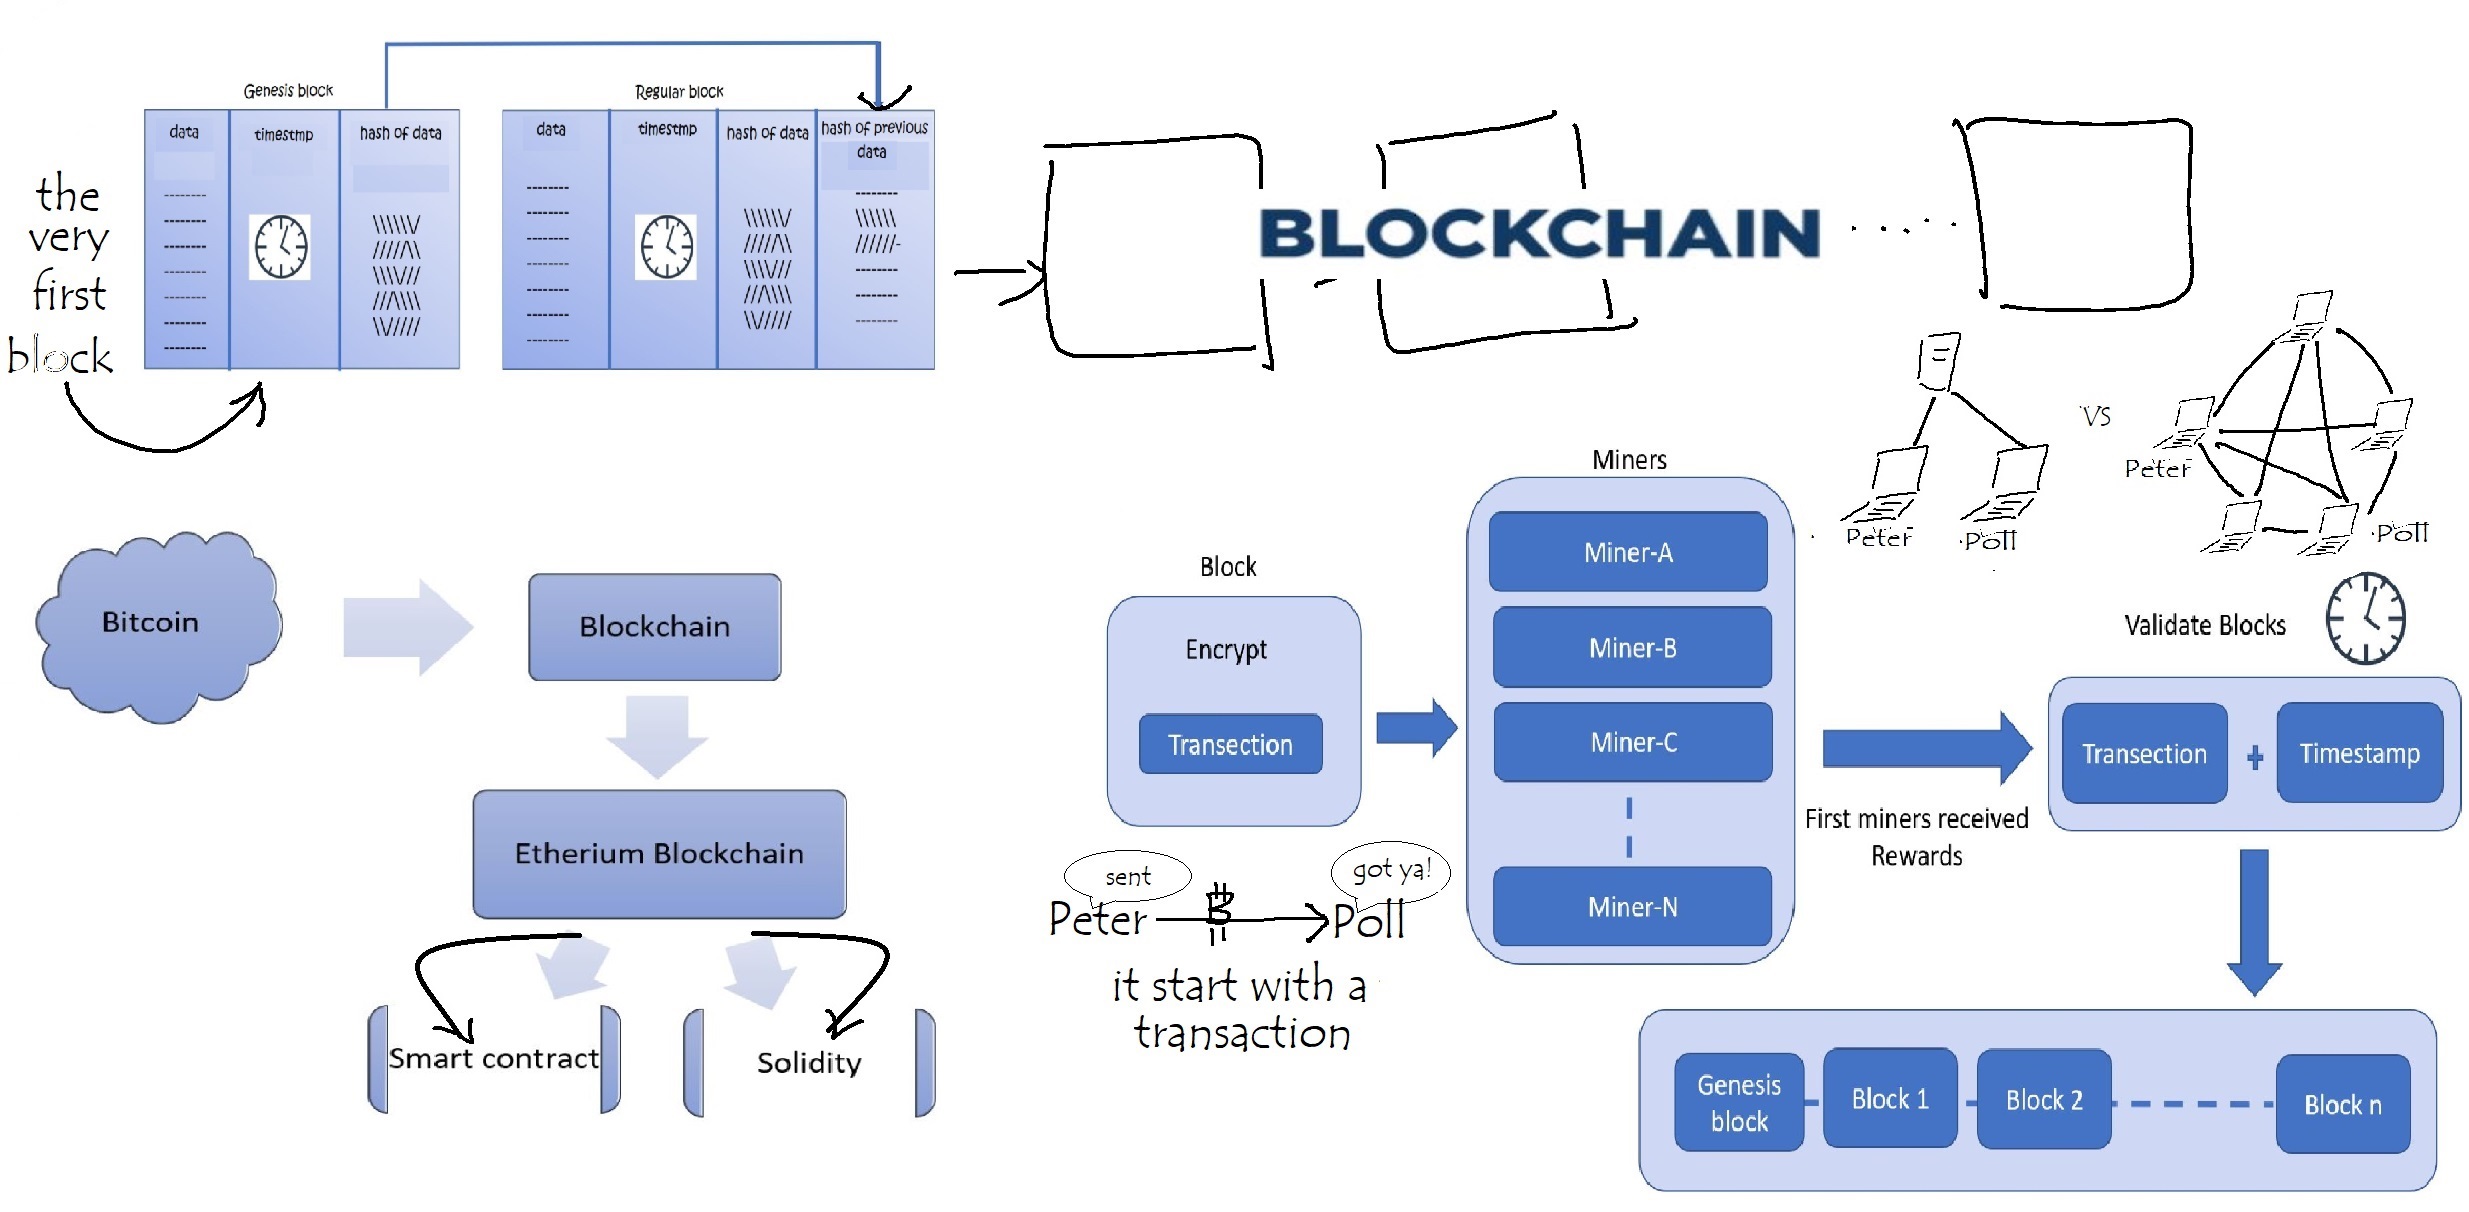 Genesis block
data
timestmp
hash of data
the
very
first
block
Regular block
data
timestmp
hash of data
hash of previous
data
BLOCKCHAIN
VS
Peter
Poll
Peter
Poll
Bitcoin
Blockchain
Etherium Blockchain
Smart contract
Solidity
Block
Encrypt
Transection
sent
got ya!
Peter
Poll
it start with a
transaction
Miners
Miner-A
Miner-B
Miner-C
Miner-N
First miners received
Rewards
Validate Blocks
Transection
+
Timestamp
Genesis
block
Block 1
Block 2
Block n